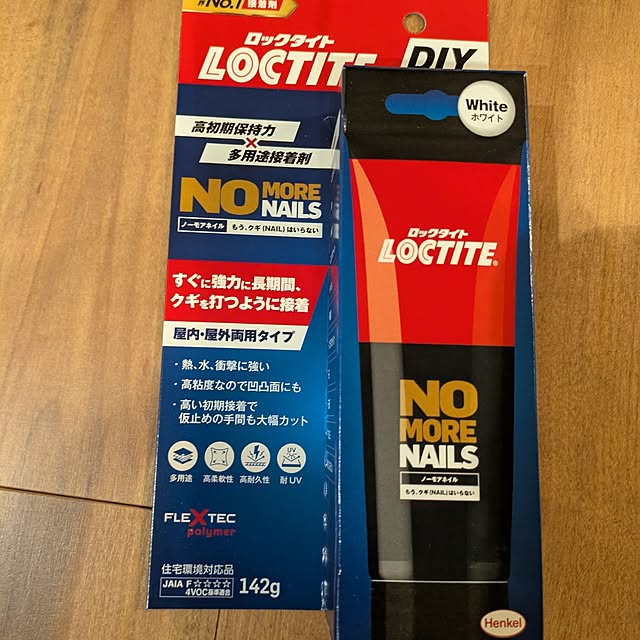 No.1 接着剤
ロックタイト
LOCTITE
DIY
高初期保持力
×
多用途接着剤
NO MORE NAILS
ノーモアネイル もう、クギ(NAIL)はいらない
すぐに強力に長期間、
クギを打つように接着
屋内・屋外両用タイプ
・熱、水、衝撃に強い
・高粘度なので凹凸面にも
・高い初期接着で
仮止めの手間も大幅カット
多用途 高柔軟性 高耐久性 耐UV
UV
FLEXTEC
polymer
住宅環境対応品
JAIA F☆☆☆☆
4VOC基準適合
142g
White
ホワイト
ロックタイト
LOCTITE®
NO
MORE
NAILS
ノーモアネイル
もう、クギ(NAIL)はいらない
Henkel